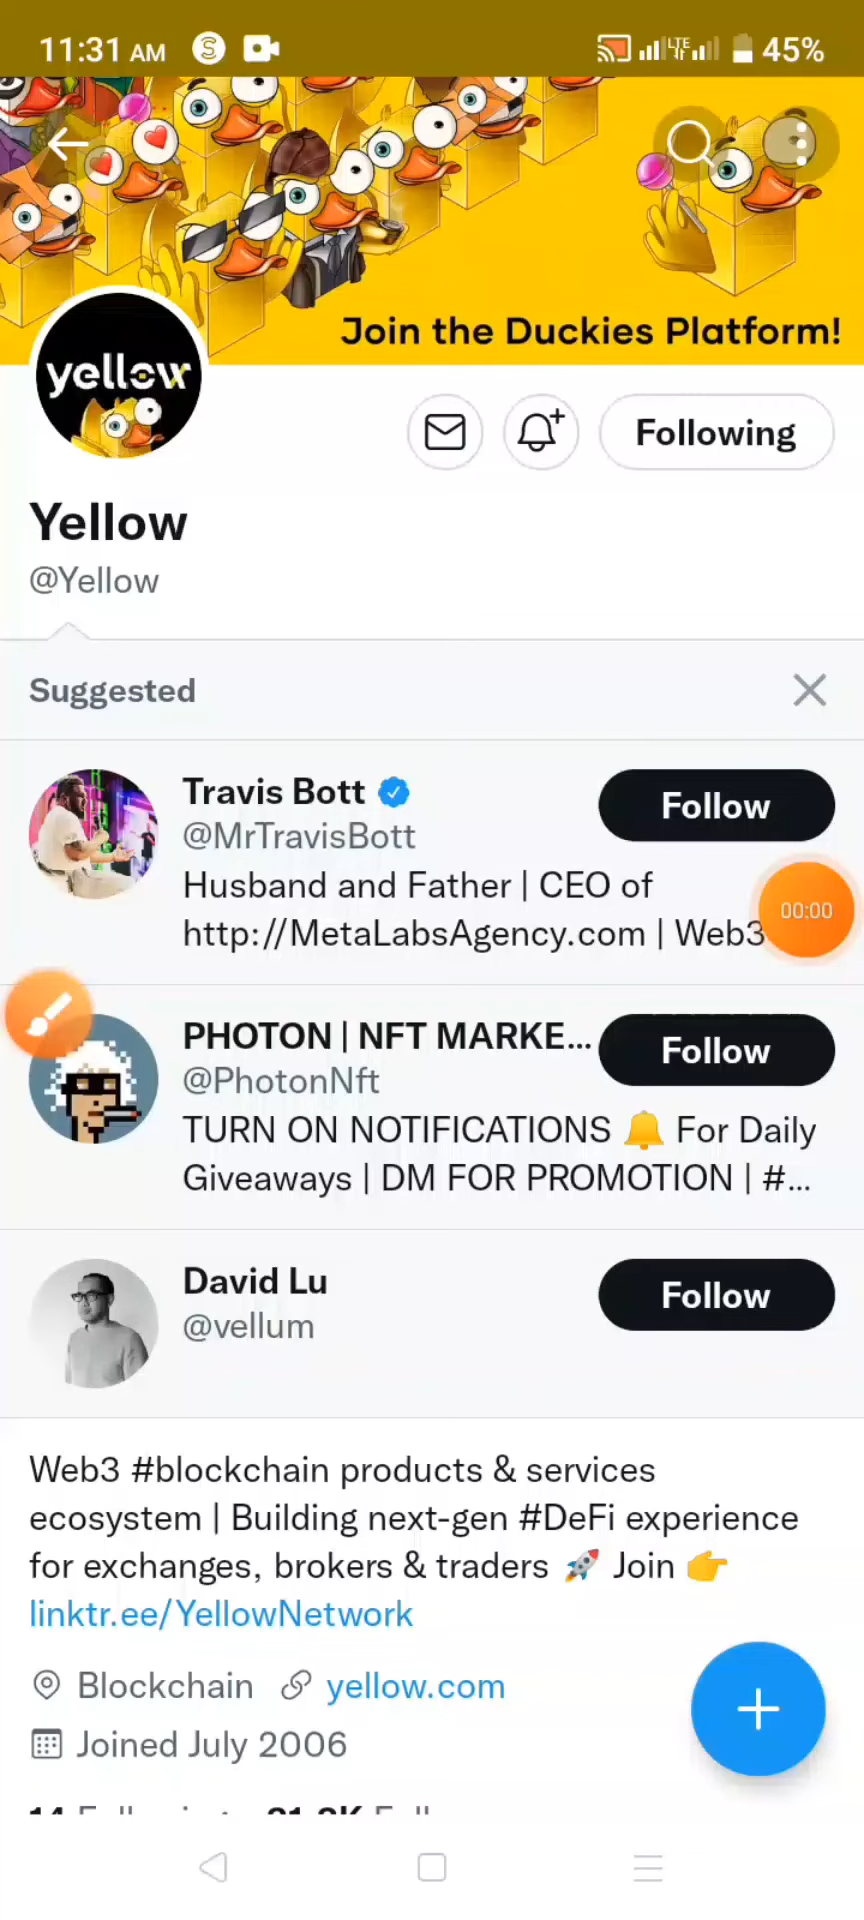 11:31 AM
LTE
45%
Join the Duckies Platform!
yellow
Following
Yellow
@Yellow
Suggested
Travis Bott
Follow
@MrTravisBott
Husband and Father | CEO of
http://MetaLabsAgency.com | Web3
00:00
PHOTON | NFT MARKE...
Follow
@PhotonNft
TURN ON NOTIFICATIONS 🔔 For Daily
Giveaways | DM FOR PROMOTION | #...
David Lu
Follow
@vellum
Web3 #blockchain products & services
ecosystem | Building next-gen #DeFi experience
for exchanges, brokers & traders 🚀 Join 👉
linktr.ee/YellowNetwork
Blockchain yellow.com
Joined July 2006